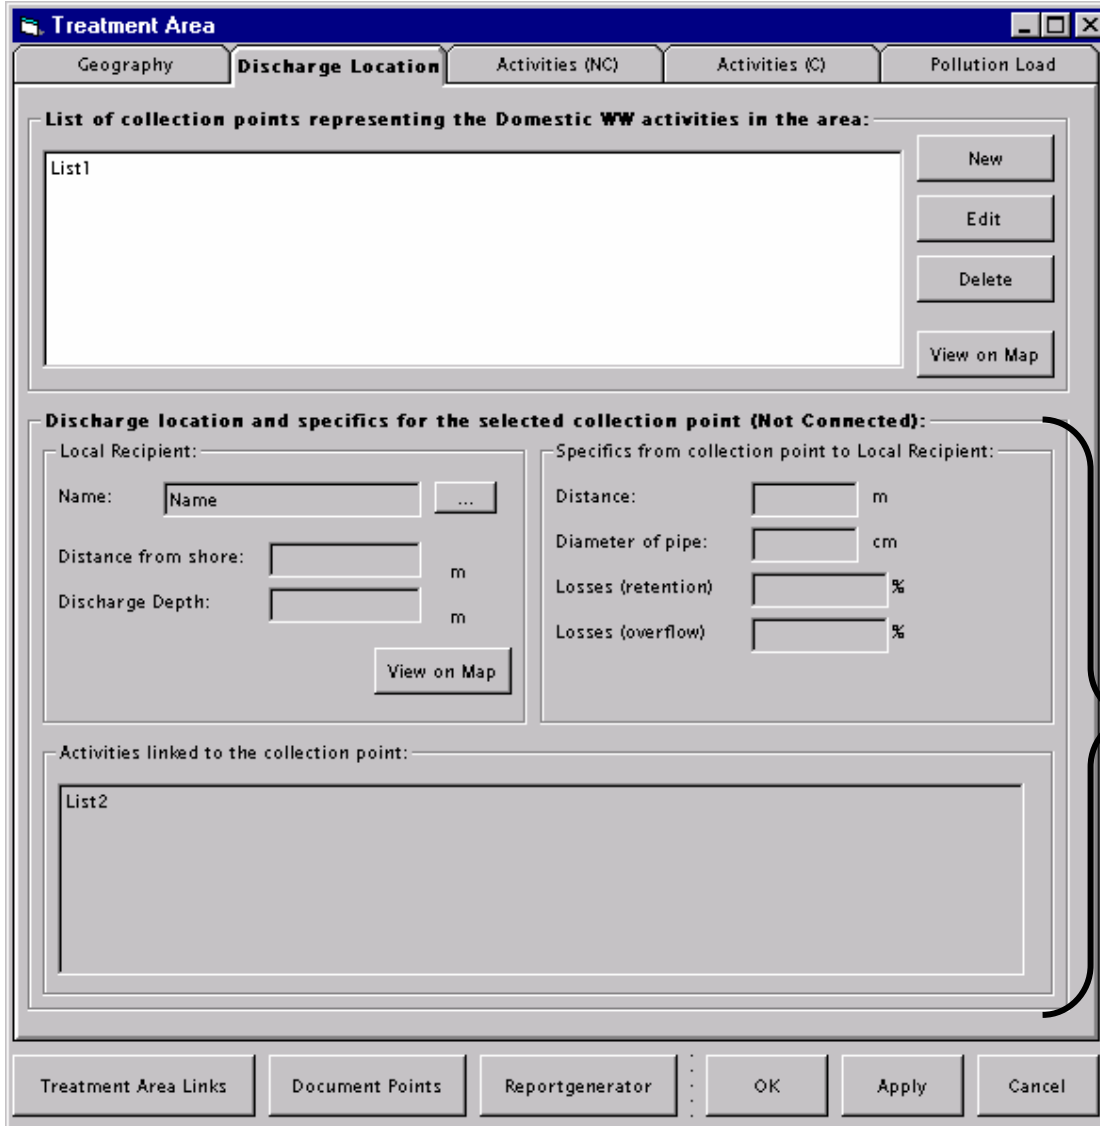 Treatment Area
Geography Discharge Location Activities (NC) Activities (C) Pollution Load
List of collection points representing the Domestic WW activities in the area:
List1
New
Edit
Delete
View on Map
Discharge location and specifics for the selected collection point (Not Connected):
Local Recipient:
Name: Name ...
Distance from shore: m
Discharge Depth: m
View on Map
Specifics from collection point to Local Recipient:
Distance: m
Diameter of pipe: cm
Losses (retention) %
Losses (overflow) %
Activities linked to the collection point:
List2
Treatment Area Links Document Points Reportgenerator OK Apply Cancel